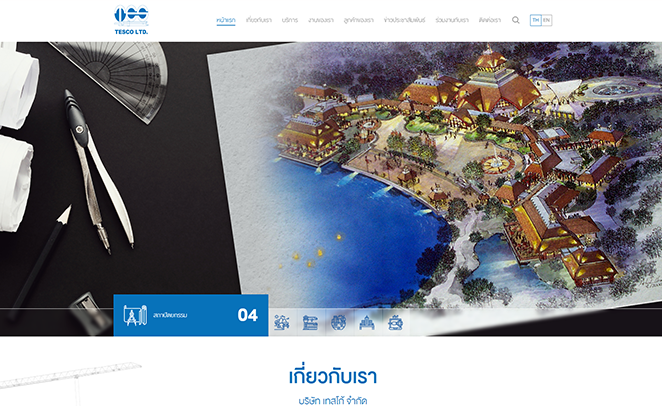 TESCO LTD.
หน้าแรก เกี่ยวกับเรา บริการ งานของเรา ลูกค้าของเรา ข่าวประชาสัมพันธ์ ร่วมงานกับเรา ติดต่อเรา TH EN
สถาปัตยกรรม 04
เกี่ยวกับเรา
บริษัท เทสโก้ จำกัด